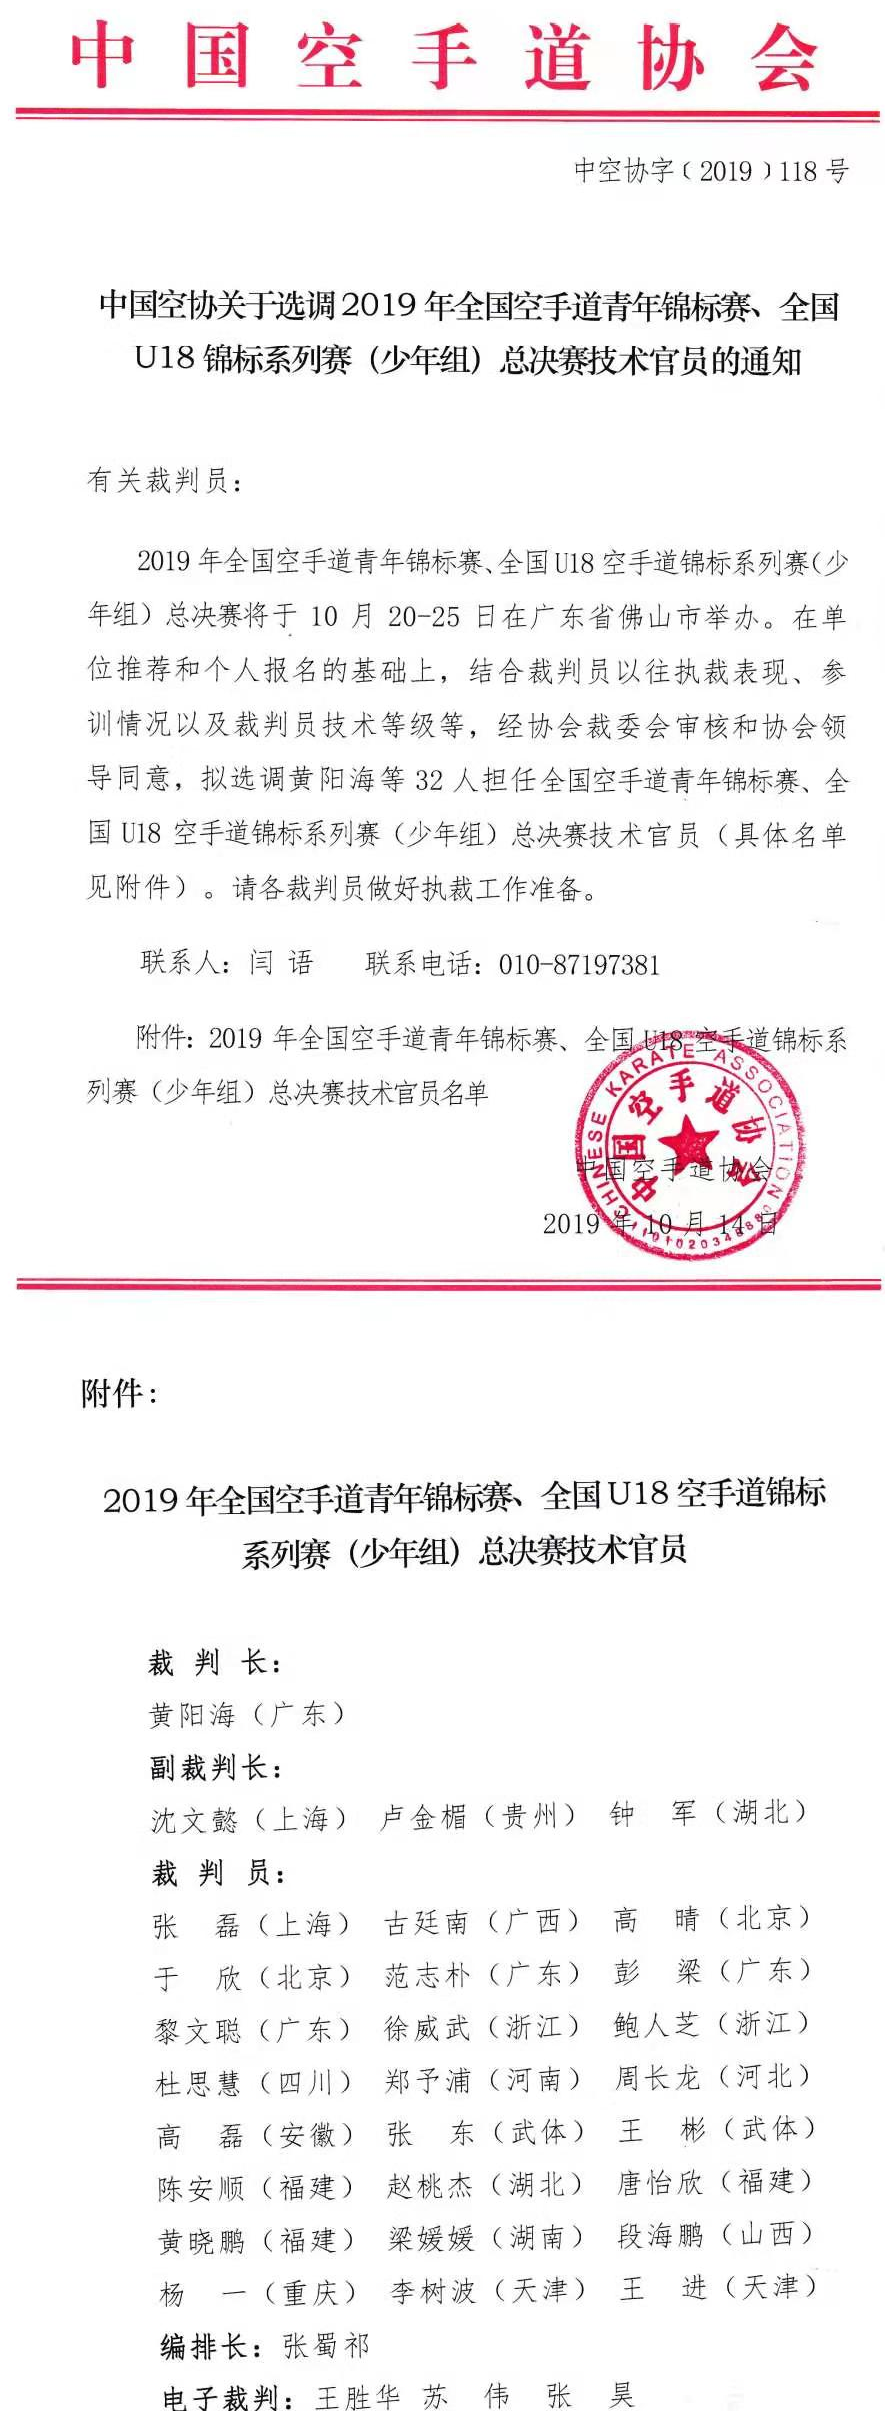 中国空手道协会
中空协字﹝2019﹞118号
中国空协关于选调2019年全国空手道青年锦标赛、全国
U18锦标系列赛（少年组）总决赛技术官员的通知
有关裁判员：
2019年全国空手道青年锦标赛、全国U18空手道锦标系列赛（少
年组）总决赛将于10月20-25日在广东省佛山市举办。在单
位推荐和个人报名的基础上，结合裁判员以往执裁表现、参
训情况以及裁判员技术等级等，经协会裁委会审核和协会领
导同意，拟选调黄阳海等32人担任全国空手道青年锦标赛、全
国U18空手道锦标系列赛（少年组）总决赛技术官员（具体名单
见附件）。请各裁判员做好执裁工作准备。
联系人：闫 语 联系电话：010-87197381
附件：2019年全国空手道青年锦标赛、全国U18空手道锦标系
列赛（少年组）总决赛技术官员名单
CHINESE KARATE ASSOCIATION
中国空手道协会
中国空手道协会
2019年10月14日
附件：
2019年全国空手道青年锦标赛、全国U18空手道锦标
系列赛（少年组）总决赛技术官员
裁 判 长：
黄阳海（广东）
副裁判长：
沈文懿（上海） 卢金楣（贵州） 钟 军（湖北）
裁 判 员：
张 磊（上海） 古廷南（广西） 高 晴（北京）
于 欣（北京） 范志朴（广东） 彭 梁（广东）
黎文聪（广东） 徐威武（浙江） 鲍人芝（浙江）
杜思慧（四川） 郑予浦（河南） 周长龙（河北）
高 磊（安徽） 张 东（武体） 王 彬（武体）
陈安顺（福建） 赵桃杰（湖北） 唐怡欣（福建）
黄晓鹏（福建） 梁媛媛（湖南） 段海鹏（山西）
杨 一（重庆） 李树波（天津） 王 进（天津）
编排长：张蜀祁
电子裁判：王胜华 苏 伟 张 昊